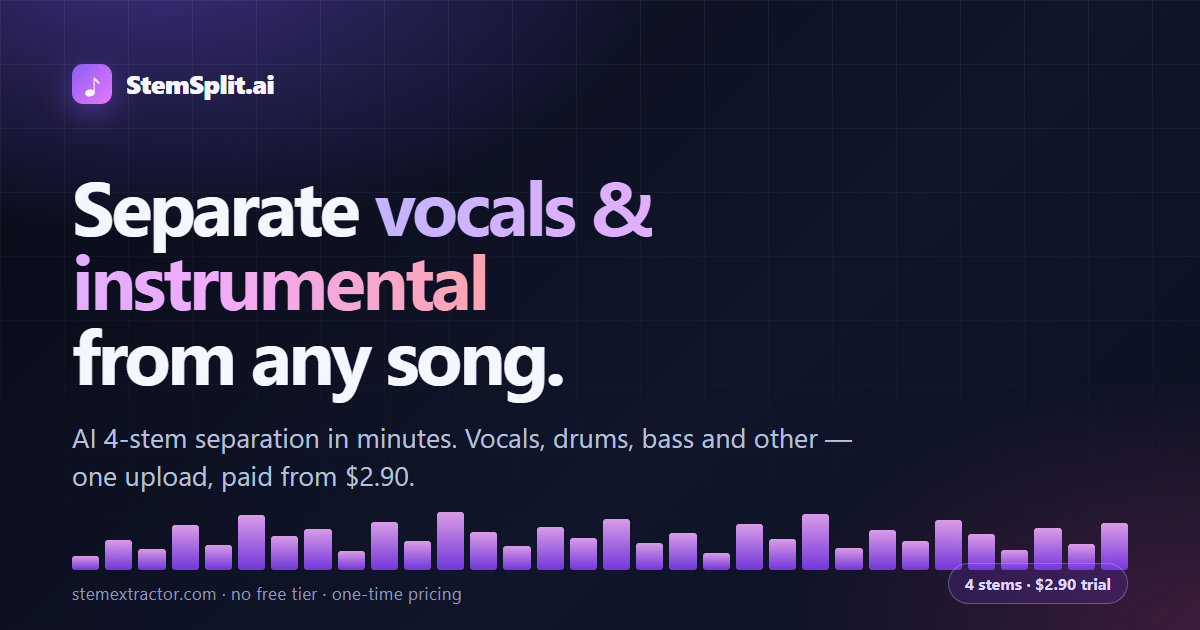 StemSplit.ai
Separate vocals &
instrumental
from any song.
AI 4-stem separation in minutes. Vocals, drums, bass and other —
one upload, paid from $2.90.
stemextractor.com · no free tier · one-time pricing
4 stems · $2.90 trial